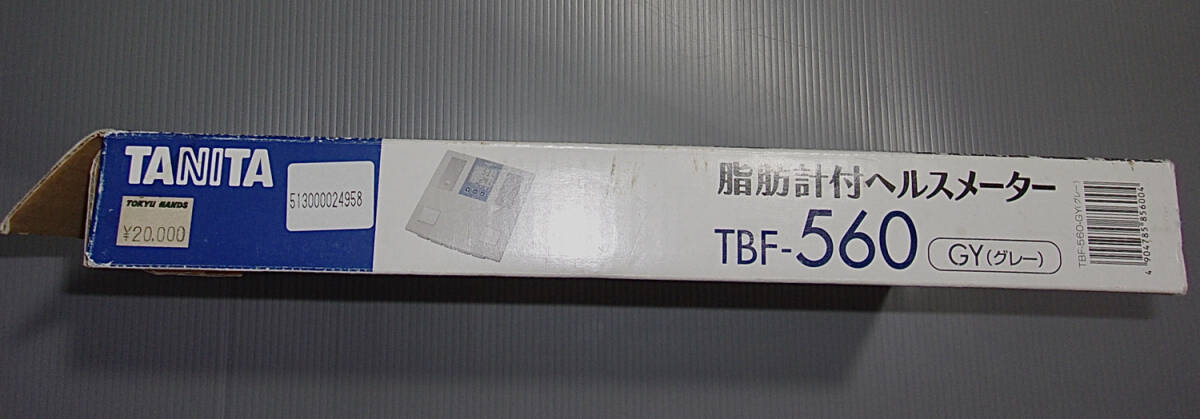 TANITA
TOKYU HANDS
¥20,000
513000024958
脂肪計付ヘルスメーター
TBF-560
GY(グレー)
TBF-560-GY(グレー)
4 904785 856004